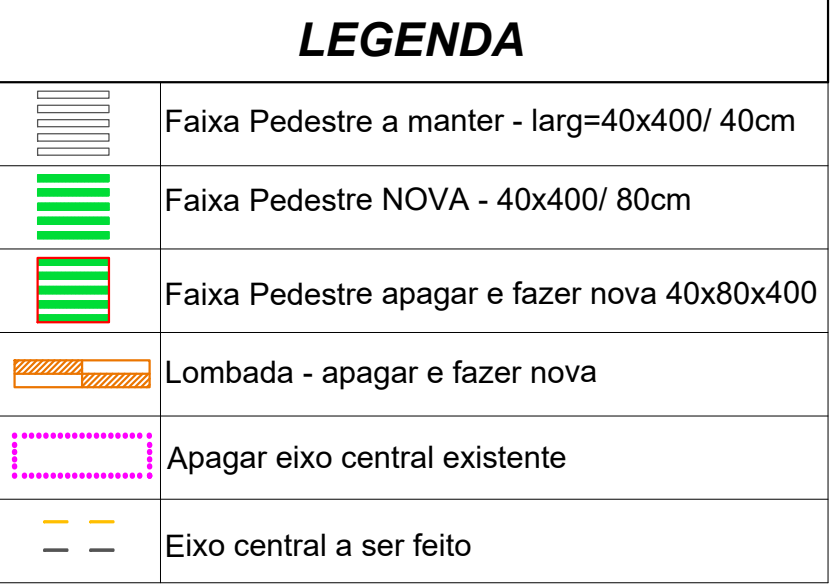 LEGENDA
Faixa Pedestre a manter - larg=40x400/ 40cm
Faixa Pedestre NOVA - 40x400/ 80cm
Faixa Pedestre apagar e fazer nova 40x80x400
Lombada - apagar e fazer nova
Apagar eixo central existente
Eixo central a ser feito